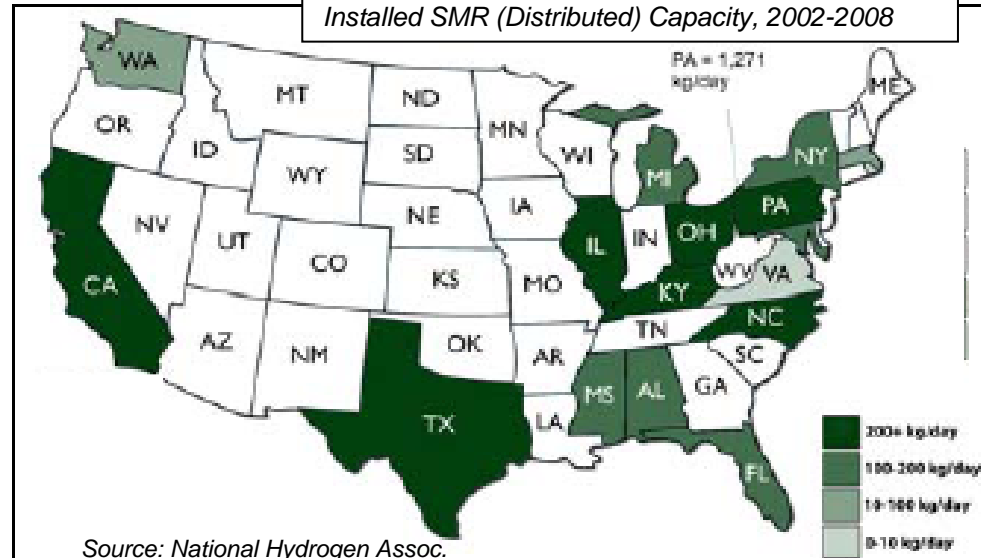 Installed SMR (Distributed) Capacity, 2002-2008
PA = 1,271
kg/day
WA
MT
ND
ME
OR
MN
ID
SD
WI
NY
WY
MI
IA
PA
NE
NV
IL
IN
OH
UT
CO
WV
VA
CA
KS
MO
KY
NC
TN
AZ
NM
OK
AR
SC
MS
AL
GA
TX
LA
FL
200+ kg/day
100-200 kg/day
10-100 kg/day
0-10 kg/day
Source: National Hydrogen Assoc.